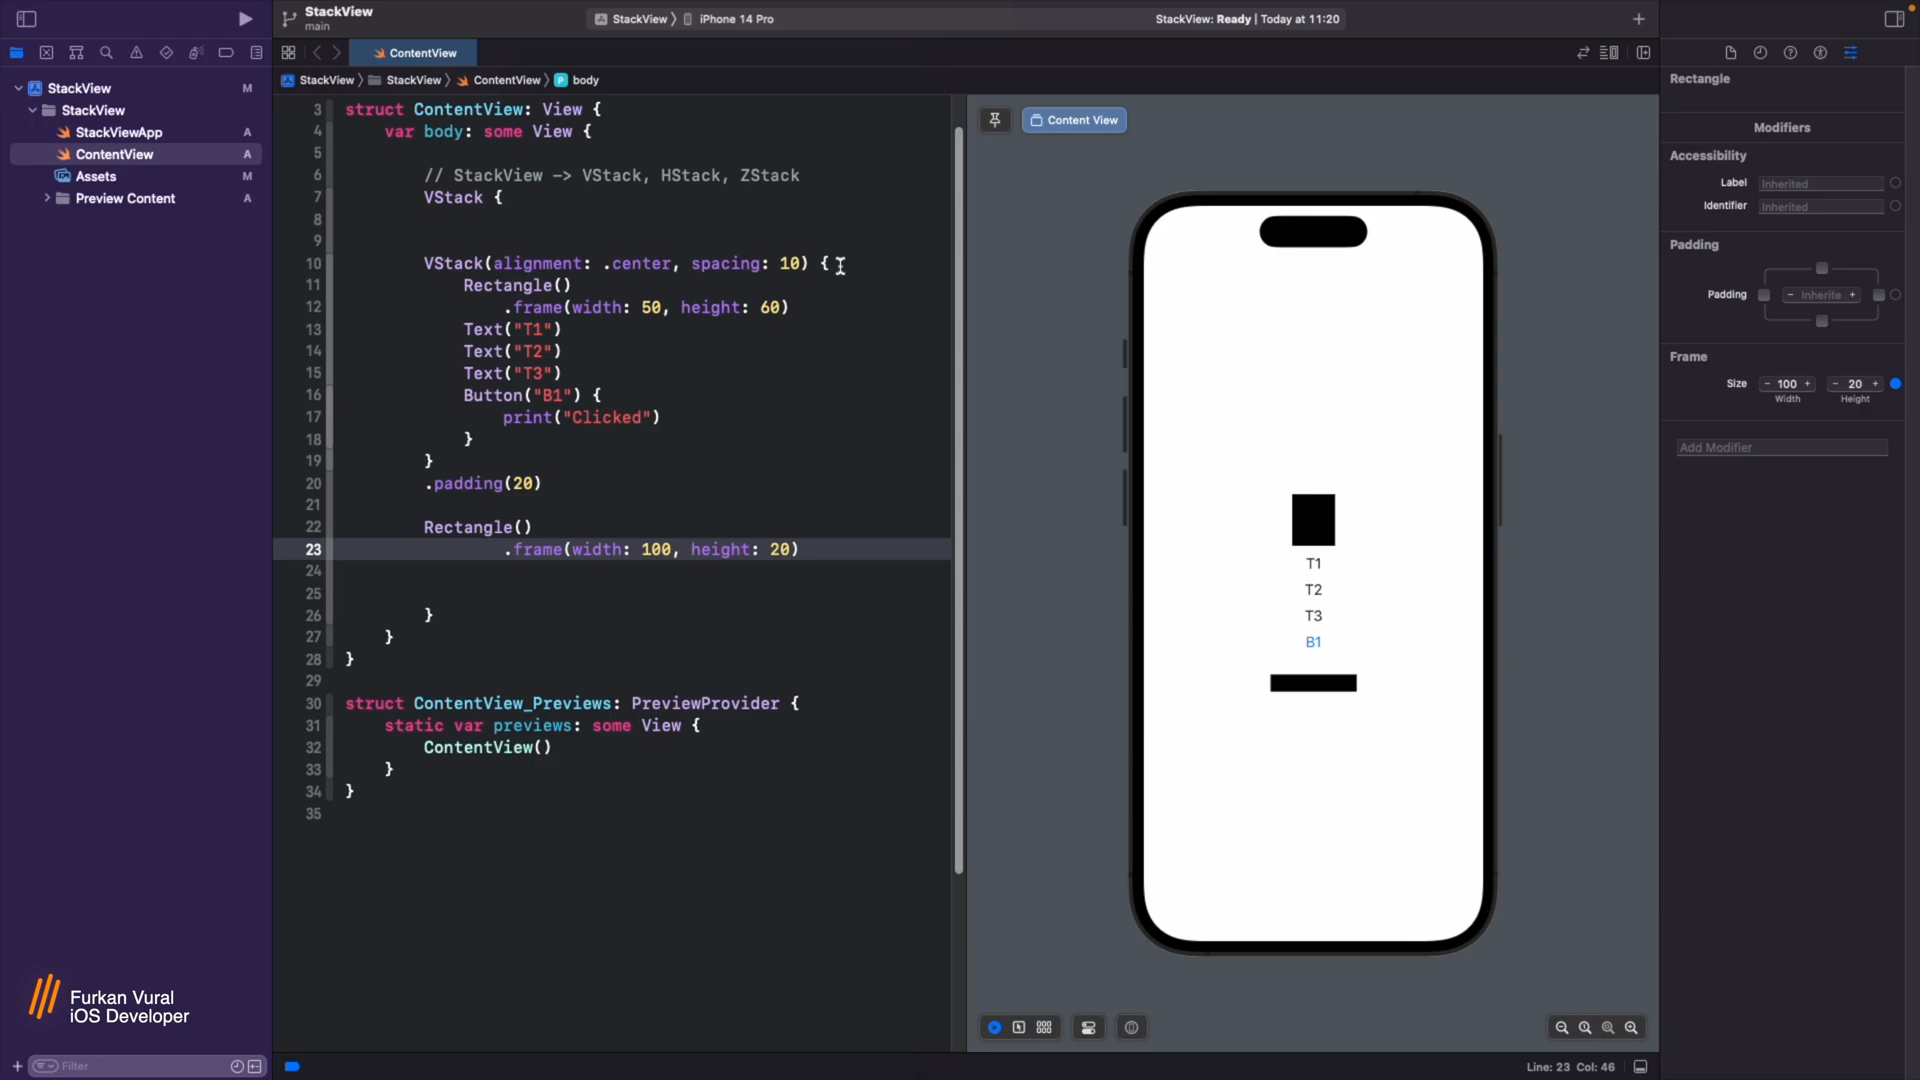 StackView
main
StackView
iPhone 14 Pro
StackView: Ready | Today at 11:20
ContentView
StackView
StackView
ContentView
body
StackView M
StackView
StackViewApp A
ContentView A
Assets M
Preview Content A
3 struct ContentView: View {
4 var body: some View {
5
6 // StackView -> VStack, HStack, ZStack
7 VStack {
8
9
10 VStack(alignment: .center, spacing: 10) {
11 Rectangle()
12 .frame(width: 50, height: 60)
13 Text("T1")
14 Text("T2")
15 Text("T3")
16 Button("B1") {
17 print("Clicked")
18 }
19 }
20 .padding(20)
21
22 Rectangle()
23 .frame(width: 100, height: 20)
24
25
26 }
27 }
28 }
29
30 struct ContentView_Previews: PreviewProvider {
31 static var previews: some View {
32 ContentView()
33 }
34 }
35
Content View
T1
T2
T3
B1
Rectangle
Modifiers
Accessibility
Label Inherited
Identifier Inherited
Padding
Padding - Inherite +
Frame
Size - 100 + - 20 +
Width Height
Add Modifier
Furkan Vural
iOS Developer
Filter
Line: 23 Col: 46